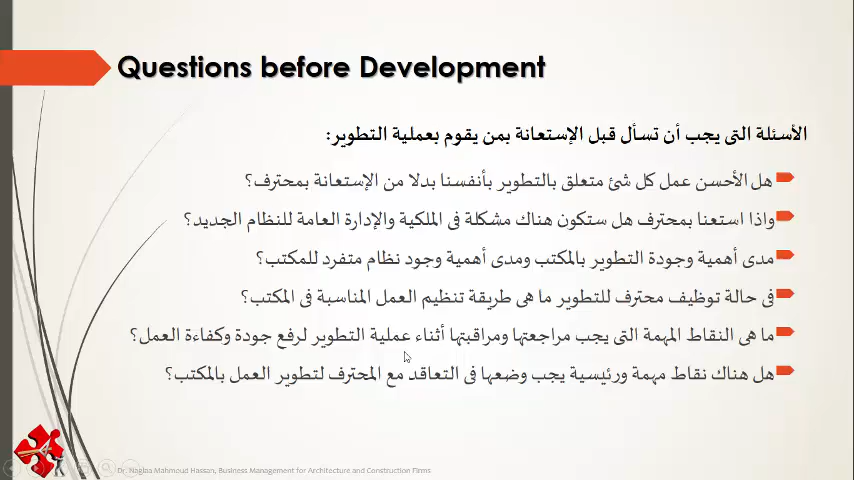 Questions before Development
الأسئلة التى يجب أن تسأل قبل الإستعانة بمن يقوم بعملية التطوير:
هل الأحسن عمل كل شئ متعلق بالتطوير بأنفسنا بدلا من الإستعانة بمحترف؟
واذا استعنا بمحترف هل ستكون هناك مشكلة فى الملكية والإدارة العامة للنظام الجديد؟
مدى أهمية وجودة التطوير بالمكتب ومدى أهمية وجود نظام متفرد للمكتب؟
فى حالة توظيف محترف للتطوير ما هى طريقة تنظيم العمل المناسبة فى المكتب؟
ما هى النقاط المهمة التى يجب مراجعتها ومراقبتها أثناء عملية التطوير لرفع جودة وكفاءة العمل؟
هل هناك نقاط مهمة ورئيسية يجب وضعها فى التعاقد مع المحترف لتطوير العمل بالمكتب؟
Dr. Naglaa Mahmoud Hassan, Business Management for Architecture and Construction Firms